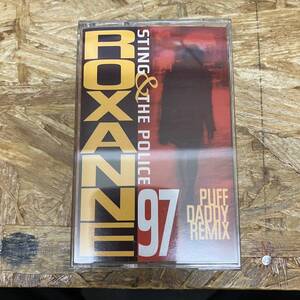 ROXANNE
STING & THE POLICE
97
PUFF
DADDY
REMIX